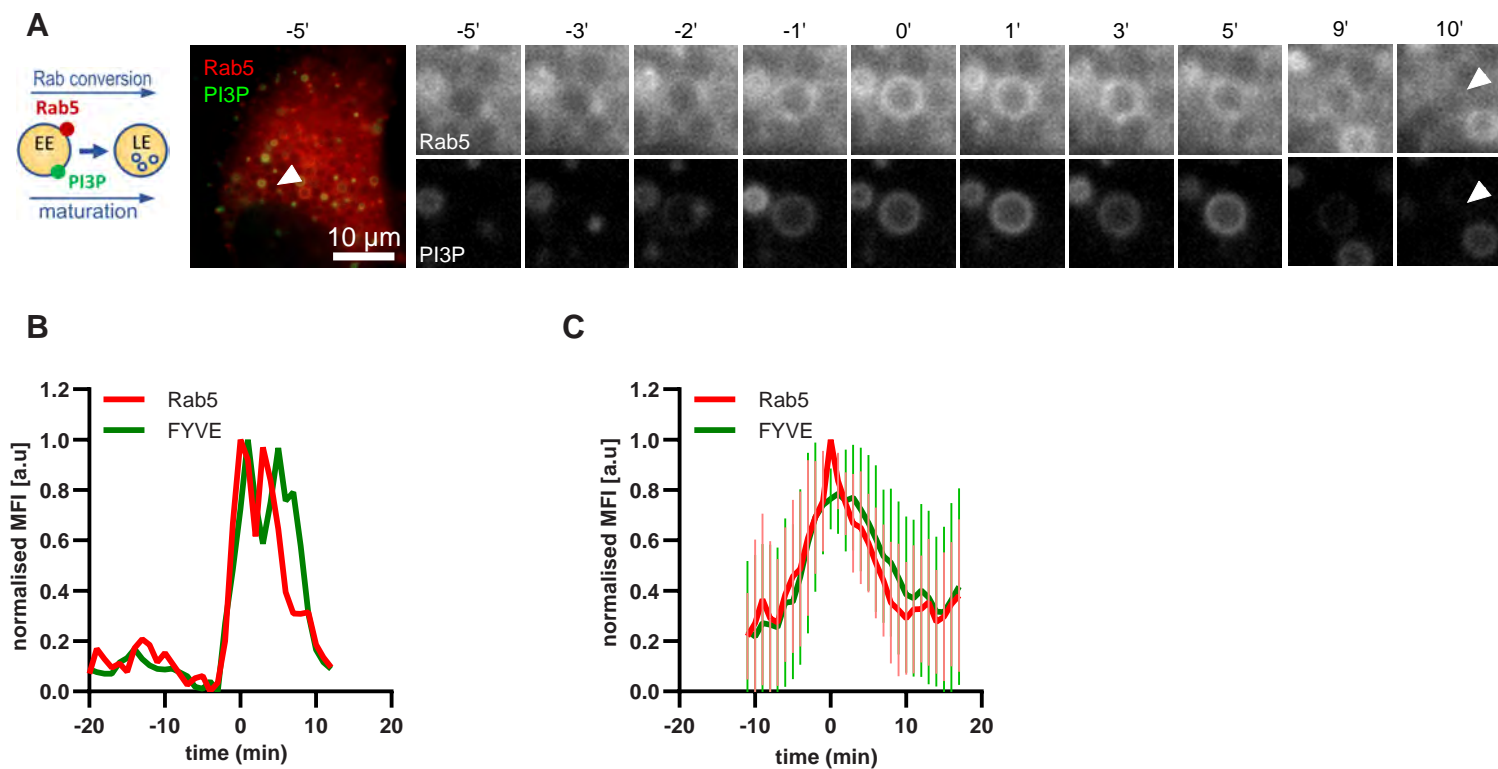 A
-5' -5' -3' -2' -1' 0' 1' 3' 5' 9' 10'
Rab conversion
Rab5
EE
LE
PI3P
maturation
Rab5
PI3P
10 µm
Rab5
PI3P
B
1.2
1.0
0.8
0.6
0.4
0.2
0.0
normalised MFI [a.u]
Rab5
FYVE
-20 -10 0 10 20
time (min)
C
1.2
1.0
0.8
0.6
0.4
0.2
0.0
normalised MFI [a.u]
Rab5
FYVE
-20 -10 0 10 20
time (min)